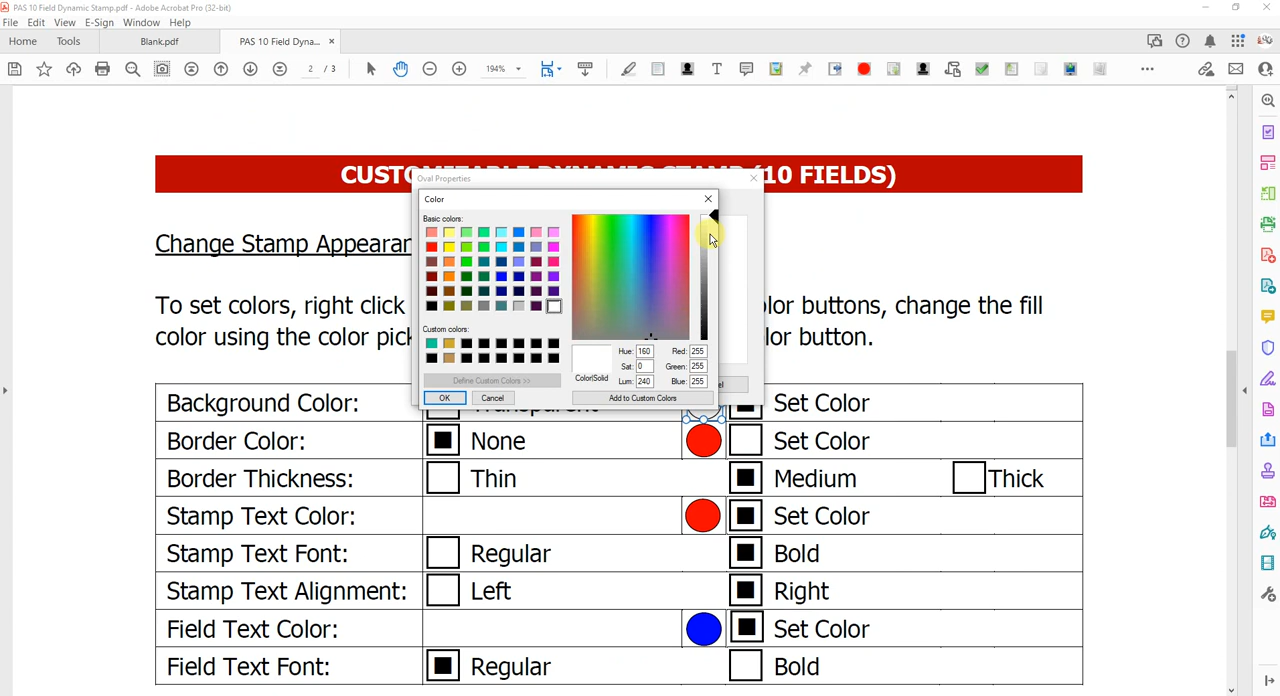 PAS 10 Field Dynamic Stamp.pdf - Adobe Acrobat Pro (32-bit)
File Edit View E-Sign Window Help
Home Tools Blank.pdf PAS 10 Field Dyna... ×
2 / 3 194%
CUSTOMIZABLE DYNAMIC STAMP (10 FIELDS)
Oval Properties
Color
Basic colors:
Change Stamp Appearan
To set colors, right click olor buttons, change the fill
color using the color pick lor button.
Custom colors:
Hue: 160 Red: 255
Sat: 0 Green: 255
Color|Solid Lum: 240 Blue: 255
Define Custom Colors >>
OK Cancel Add to Custom Colors
el
Background Color: Transparent Set Color
Border Color: None Set Color
Border Thickness: Thin Medium Thick
Stamp Text Color: Set Color
Stamp Text Font: Regular Bold
Stamp Text Alignment: Left Right
Field Text Color: Set Color
Field Text Font: Regular Bold